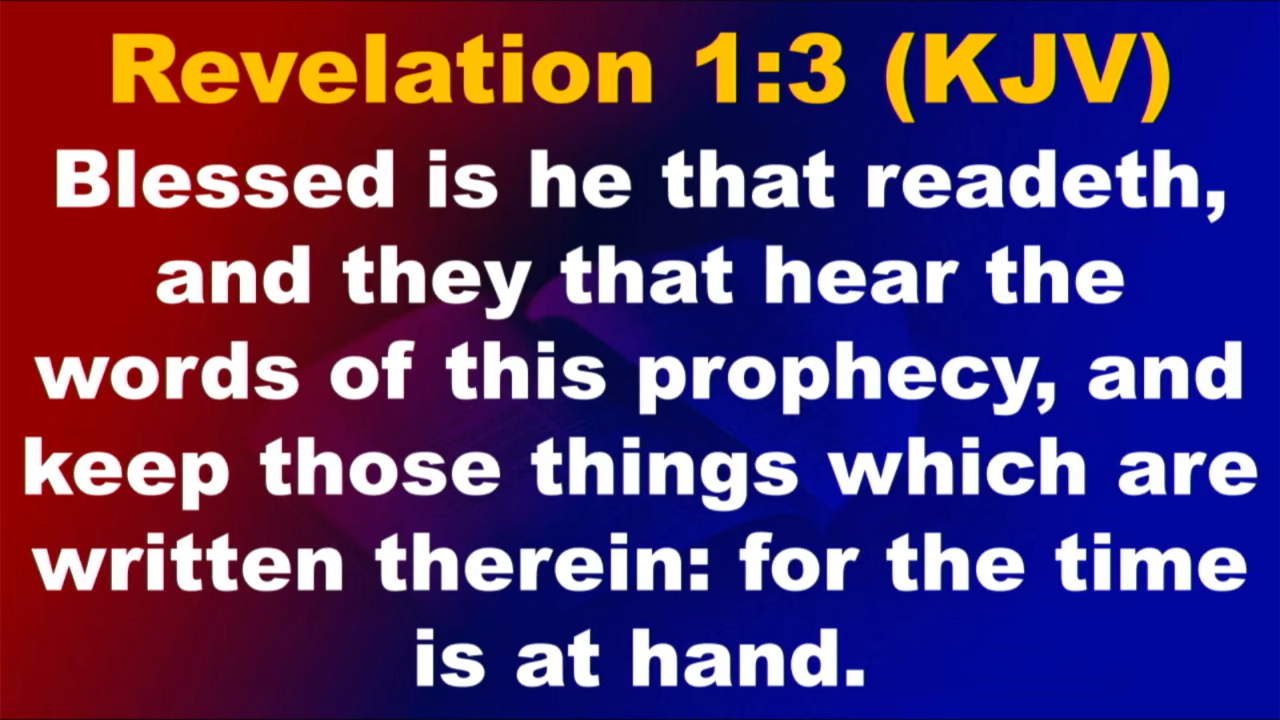 Revelation 1:3 (KJV)
Blessed is he that readeth,
and they that hear the
words of this prophecy, and
keep those things which are
written therein: for the time
is at hand.